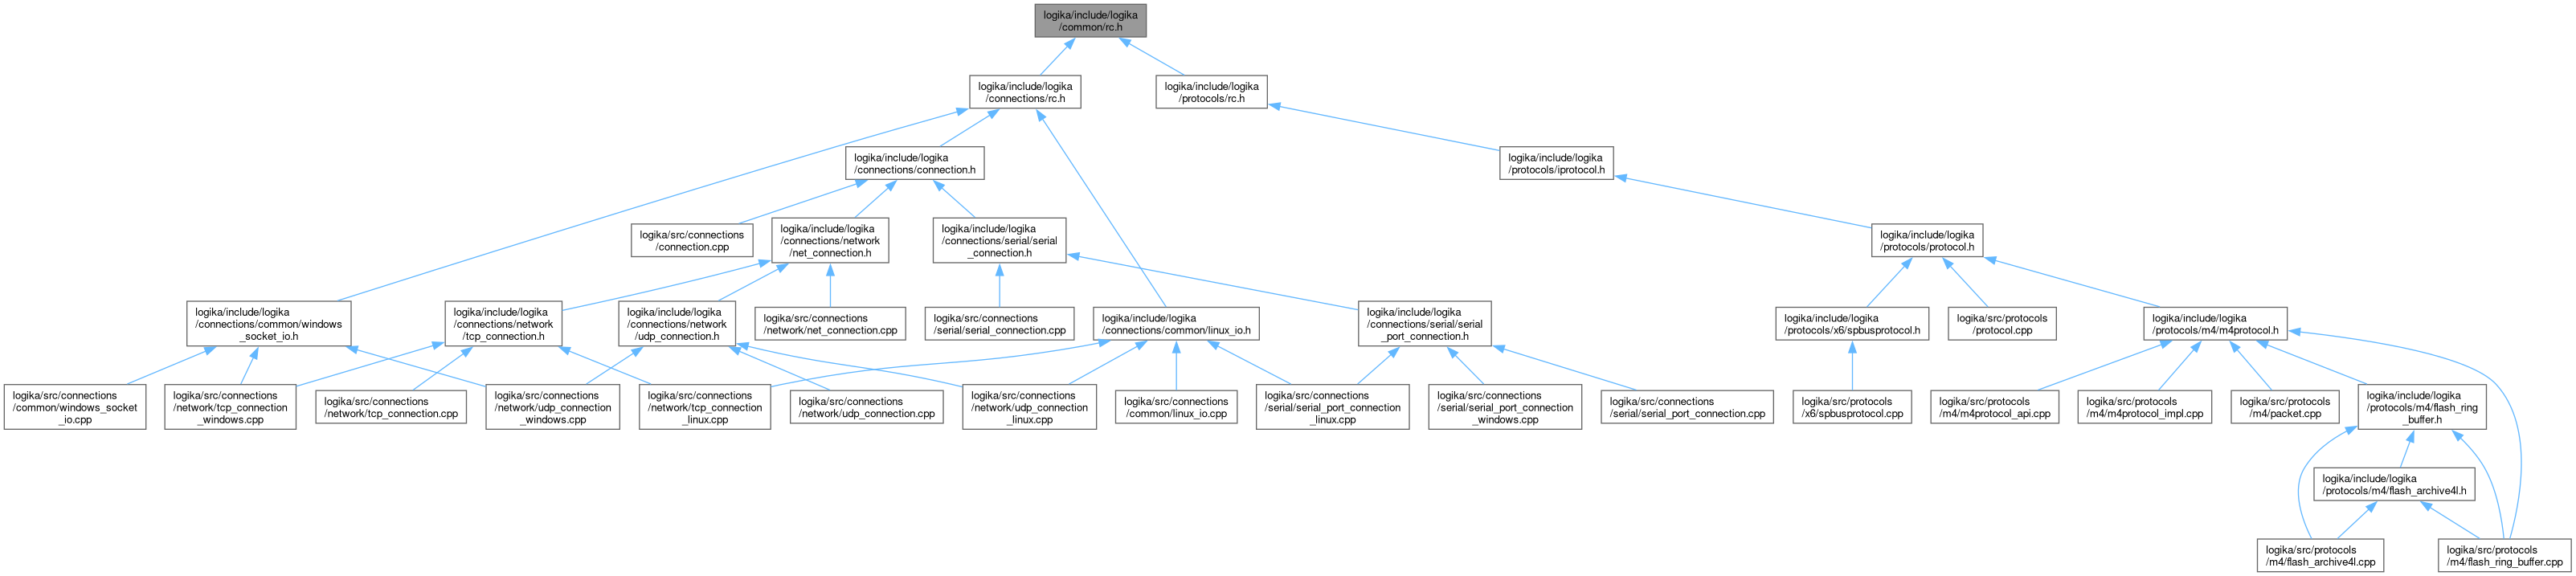 logika/include/logika
/common/rc.h
logika/include/logika
/connections/rc.h
logika/include/logika
/protocols/rc.h
logika/include/logika
/connections/connection.h
logika/include/logika
/protocols/iprotocol.h
logika/src/connections
/connection.cpp
logika/include/logika
/connections/network
/net_connection.h
logika/include/logika
/connections/serial/serial
_connection.h
logika/include/logika
/protocols/protocol.h
logika/include/logika
/connections/common/windows
_socket_io.h
logika/include/logika
/connections/network
/tcp_connection.h
logika/include/logika
/connections/network
/udp_connection.h
logika/src/connections
/network/net_connection.cpp
logika/src/connections
/serial/serial_connection.cpp
logika/include/logika
/connections/common/linux_io.h
logika/include/logika
/connections/serial/serial
_port_connection.h
logika/include/logika
/protocols/x6/spbusprotocol.h
logika/src/protocols
/protocol.cpp
logika/include/logika
/protocols/m4/m4protocol.h
logika/src/connections
/common/windows_socket
_io.cpp
logika/src/connections
/network/tcp_connection
_windows.cpp
logika/src/connections
/network/tcp_connection.cpp
logika/src/connections
/network/udp_connection
_windows.cpp
logika/src/connections
/network/tcp_connection
_linux.cpp
logika/src/connections
/network/udp_connection.cpp
logika/src/connections
/network/udp_connection
_linux.cpp
logika/src/connections
/common/linux_io.cpp
logika/src/connections
/serial/serial_port_connection
_linux.cpp
logika/src/connections
/serial/serial_port_connection
_windows.cpp
logika/src/connections
/serial/serial_port_connection.cpp
logika/src/protocols
/x6/spbusprotocol.cpp
logika/src/protocols
/m4/m4protocol_api.cpp
logika/src/protocols
/m4/m4protocol_impl.cpp
logika/src/protocols
/m4/packet.cpp
logika/include/logika
/protocols/m4/flash_ring
_buffer.h
logika/include/logika
/protocols/m4/flash_archive4l.h
logika/src/protocols
/m4/flash_archive4l.cpp
logika/src/protocols
/m4/flash_ring_buffer.cpp